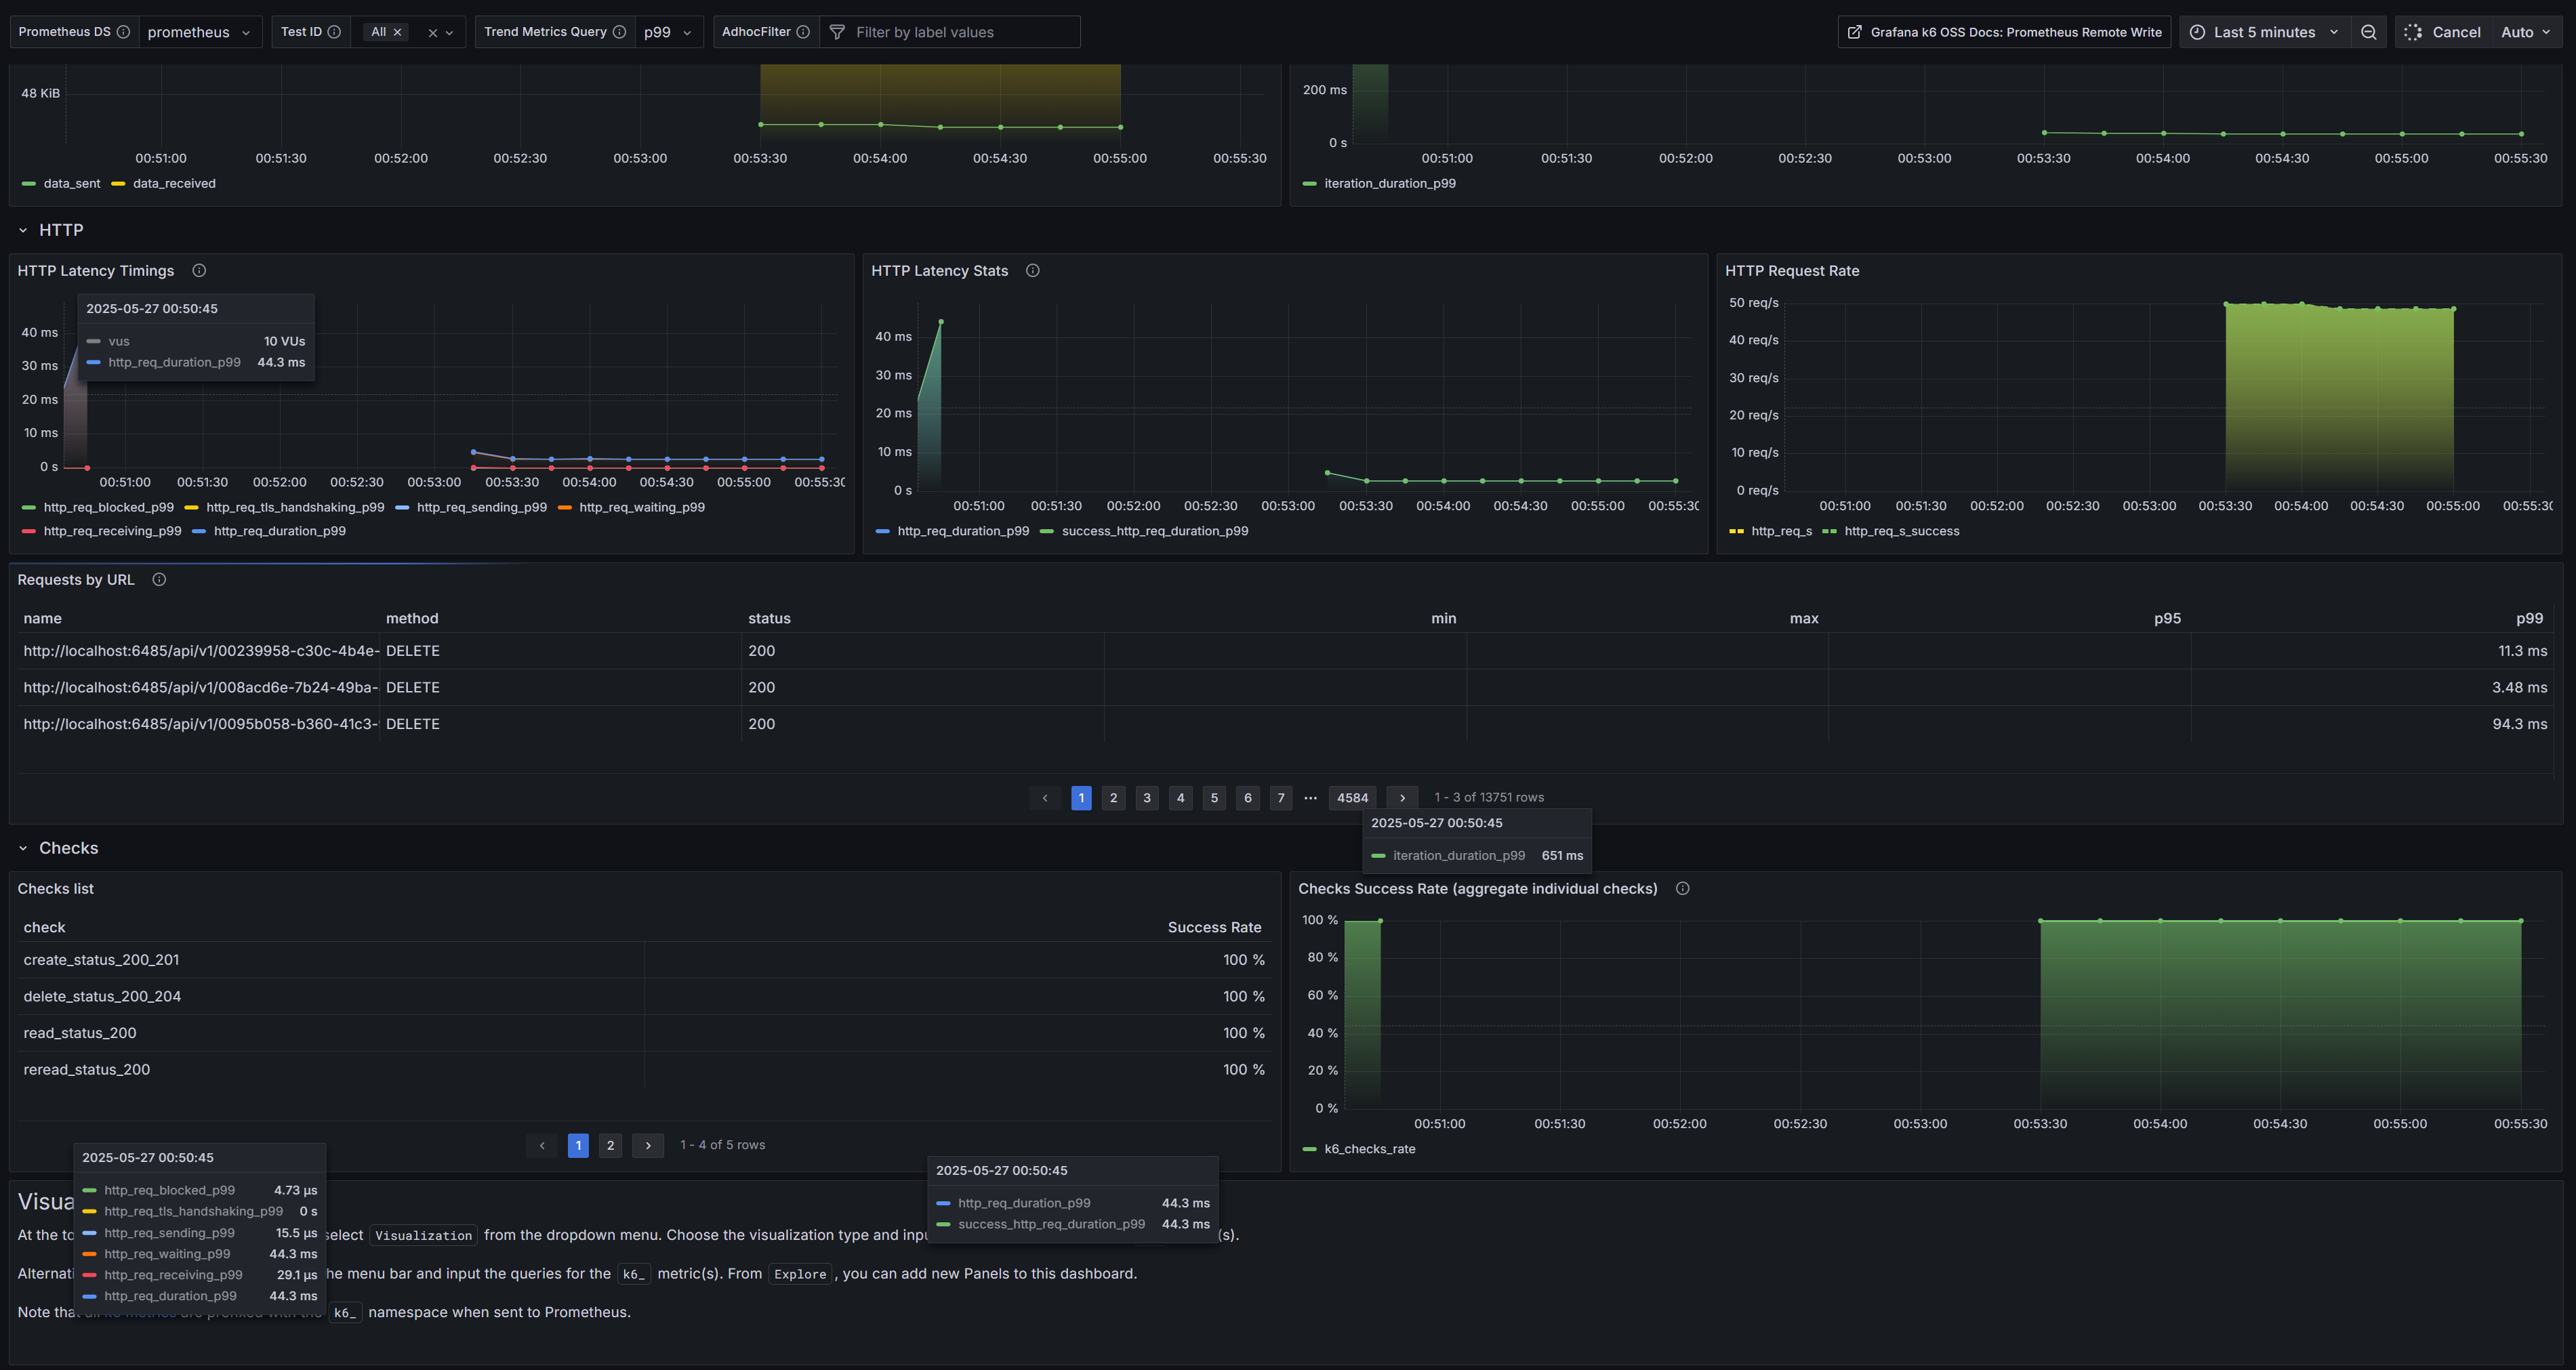 Prometheus DS prometheus Test ID All Trend Metrics Query p99 AdhocFilter Filter by label values Grafana k6 OSS Docs: Prometheus Remote Write Last 5 minutes Cancel Auto
48 KiB
00:51:00 00:51:30 00:52:00 00:52:30 00:53:00 00:53:30 00:54:00 00:54:30 00:55:00 00:55:30
data_sent data_received
200 ms
0 s
00:51:00 00:51:30 00:52:00 00:52:30 00:53:00 00:53:30 00:54:00 00:54:30 00:55:00 00:55:30
iteration_duration_p99
HTTP
HTTP Latency Timings
2025-05-27 00:50:45
vus 10 VUs
http_req_duration_p99 44.3 ms
40 ms
30 ms
20 ms
10 ms
0 s
00:51:00 00:51:30 00:52:00 00:52:30 00:53:00 00:53:30 00:54:00 00:54:30 00:55:00 00:55:30
http_req_blocked_p99 http_req_tls_handshaking_p99 http_req_sending_p99 http_req_waiting_p99
http_req_receiving_p99 http_req_duration_p99
HTTP Latency Stats
40 ms
30 ms
20 ms
10 ms
0 s
00:51:00 00:51:30 00:52:00 00:52:30 00:53:00 00:53:30 00:54:00 00:54:30 00:55:00 00:55:30
http_req_duration_p99 success_http_req_duration_p99
HTTP Request Rate
50 req/s
40 req/s
30 req/s
20 req/s
10 req/s
0 req/s
00:51:00 00:51:30 00:52:00 00:52:30 00:53:00 00:53:30 00:54:00 00:54:30 00:55:00 00:55:30
http_req_s http_req_s_success
Requests by URL
name method status min max p95 p99
http://localhost:6485/api/v1/00239958-c30c-4b4e- DELETE 200 11.3 ms
http://localhost:6485/api/v1/008acd6e-7b24-49ba- DELETE 200 3.48 ms
http://localhost:6485/api/v1/0095b058-b360-41c3- DELETE 200 94.3 ms
1 2 3 4 5 6 7 ... 4584 1 - 3 of 13751 rows
2025-05-27 00:50:45
iteration_duration_p99 651 ms
Checks
Checks list
check Success Rate
create_status_200_201 100 %
delete_status_200_204 100 %
read_status_200 100 %
reread_status_200 100 %
1 2 1 - 4 of 5 rows
Checks Success Rate (aggregate individual checks)
100 %
80 %
60 %
40 %
20 %
0 %
00:51:00 00:51:30 00:52:00 00:52:30 00:53:00 00:53:30 00:54:00 00:54:30 00:55:00 00:55:30
k6_checks_rate
2025-05-27 00:50:45
http_req_blocked_p99 4.73 µs
http_req_tls_handshaking_p99 0 s
http_req_sending_p99 15.5 µs
http_req_waiting_p99 44.3 ms
http_req_receiving_p99 29.1 µs
http_req_duration_p99 44.3 ms
2025-05-27 00:50:45
http_req_duration_p99 44.3 ms
success_http_req_duration_p99 44.3 ms
Visua
At the to select Visualization from the dropdown menu. Choose the visualization type and inpu (s).
Alternati he menu bar and input the queries for the k6_ metric(s). From Explore, you can add new Panels to this dashboard.
Note that all k6 metrics are prefixed with the k6_ namespace when sent to Prometheus.